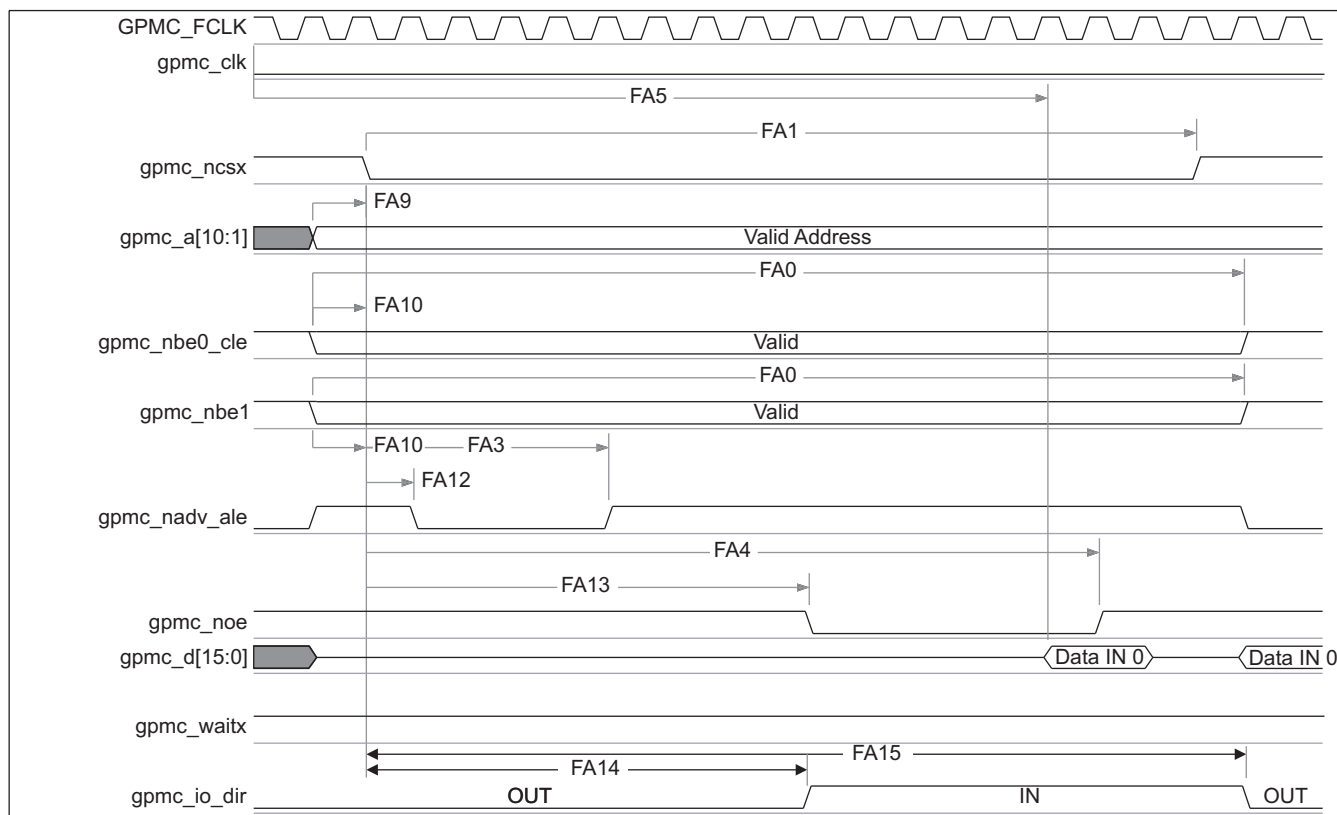 GPMC_FCLK
gpmc_clk
FA5
FA1
gpmc_ncsx
FA9
gpmc_a[10:1] Valid Address
FA0
FA10
gpmc_nbe0_cle Valid
FA0
gpmc_nbe1 Valid
FA10 FA3
FA12
gpmc_nadv_ale
FA4
FA13
gpmc_noe
gpmc_d[15:0] Data IN 0 Data IN 0
gpmc_waitx
FA15
FA14
gpmc_io_dir OUT IN OUT